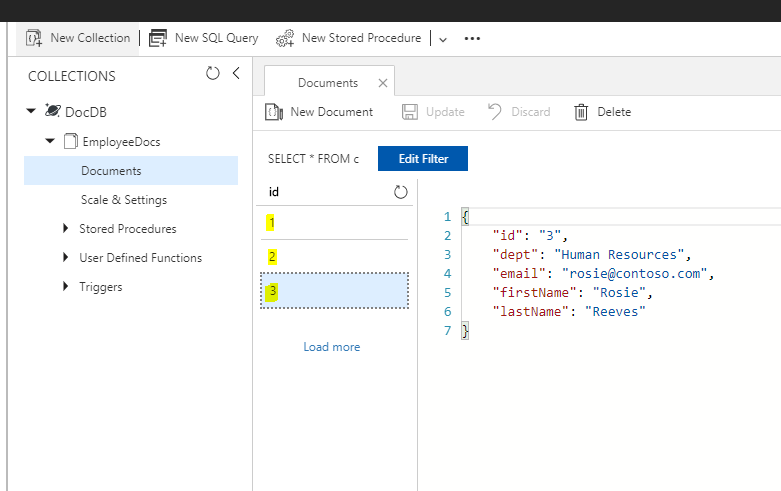 New Collection New SQL Query New Stored Procedure •••
COLLECTIONS
Documents
DocDB
New Document Update Discard Delete
EmployeeDocs
Documents
SELECT * FROM c Edit Filter
id
Scale & Settings
1
Stored Procedures
2
User Defined Functions
3
Triggers
Load more
1 {
2 "id": "3",
3 "dept": "Human Resources",
4 "email": "rosie@contoso.com",
5 "firstName": "Rosie",
6 "lastName": "Reeves"
7 }